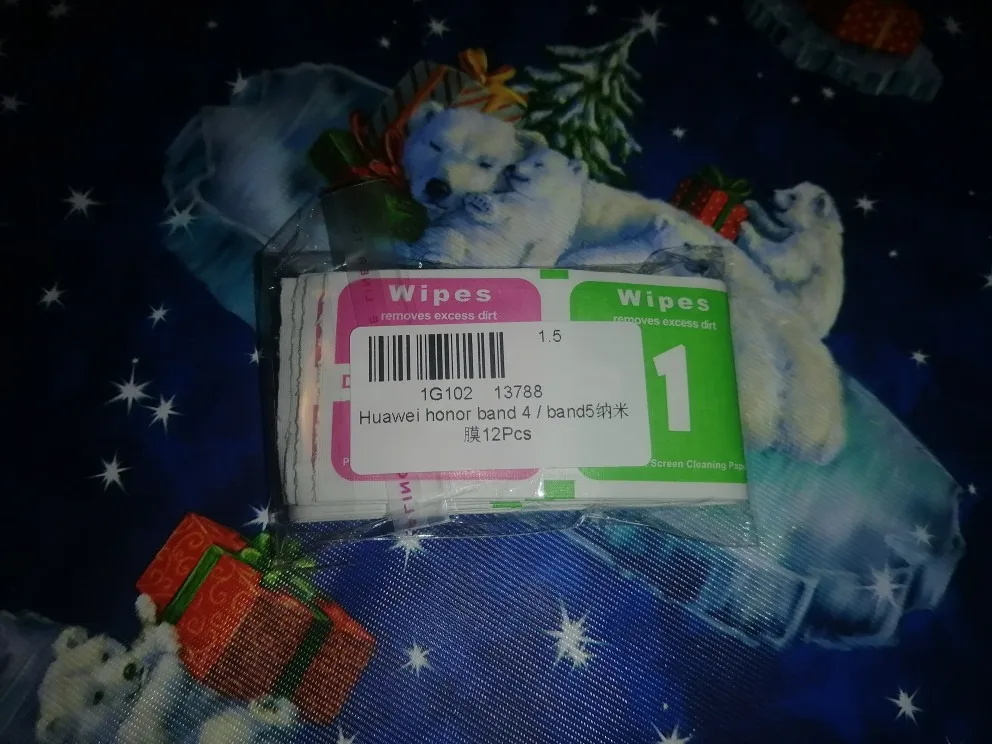 Wipes
removes excess dirt
Wipes
removes excess dirt
1
1.5
1G102 13788
Huawei honor band 4 / band5纳米
膜12Pcs
Screen Cleaning